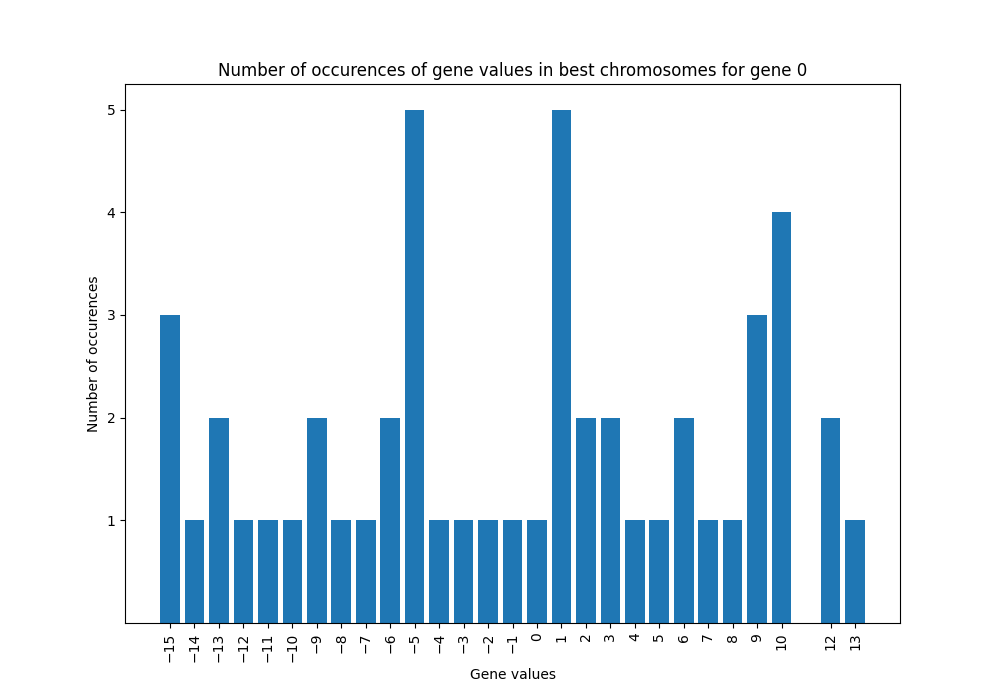 Number of occurences of gene values in best chromosomes for gene 0
Number of occurences
5
4
3
2
1
−15 −14 −13 −12 −11 −10 −9 −8 −7 −6 −5 −4 −3 −2 −1 0 1 2 3 4 5 6 7 8 9 10 12 13
Gene values